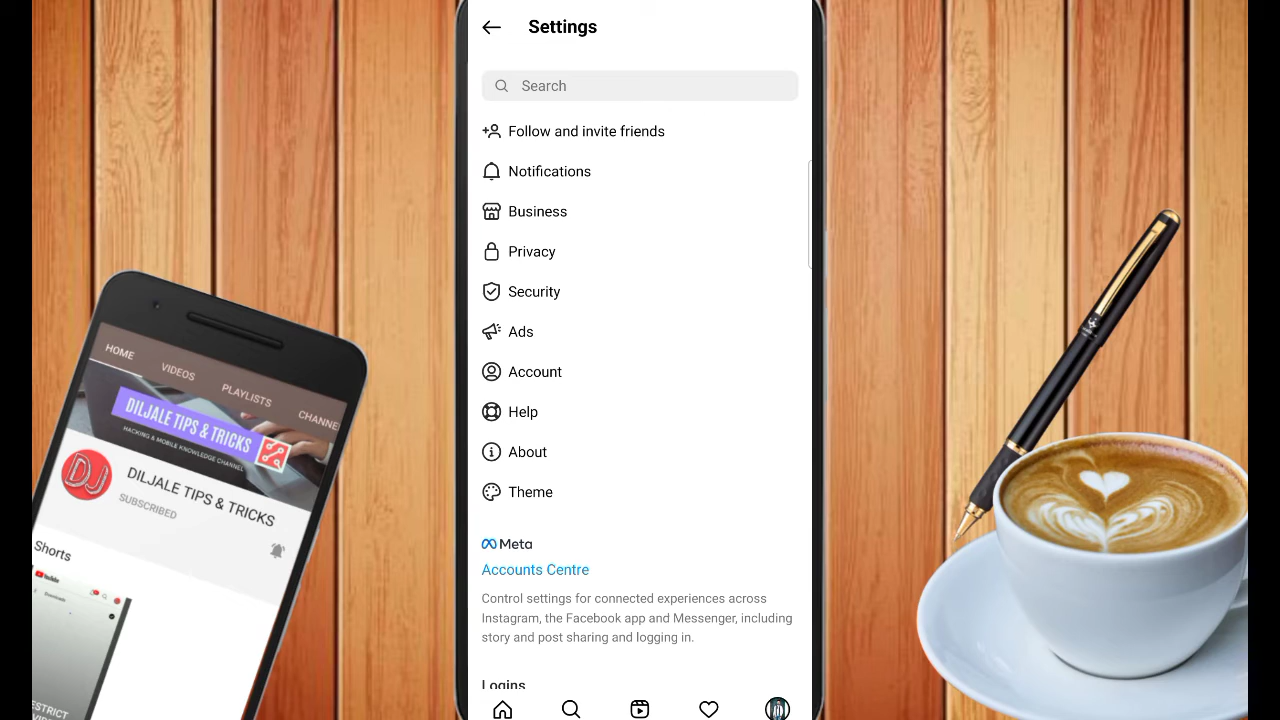 Settings
Search
Follow and invite friends
Notifications
Business
Privacy
Security
Ads
Account
Help
About
Theme
Meta
Accounts Centre
Control settings for connected experiences across
Instagram, the Facebook app and Messenger, including
story and post sharing and logging in.
Logins
HOME
VIDEOS
PLAYLISTS
CHANNE
DILJALE TIPS & TRICKS
HACKING & MOBILE KNOWLEDGE CHANNEL
DJ
DILJALE TIPS & TRICKS
SUBSCRIBED
Shorts
YouTube
Downloads